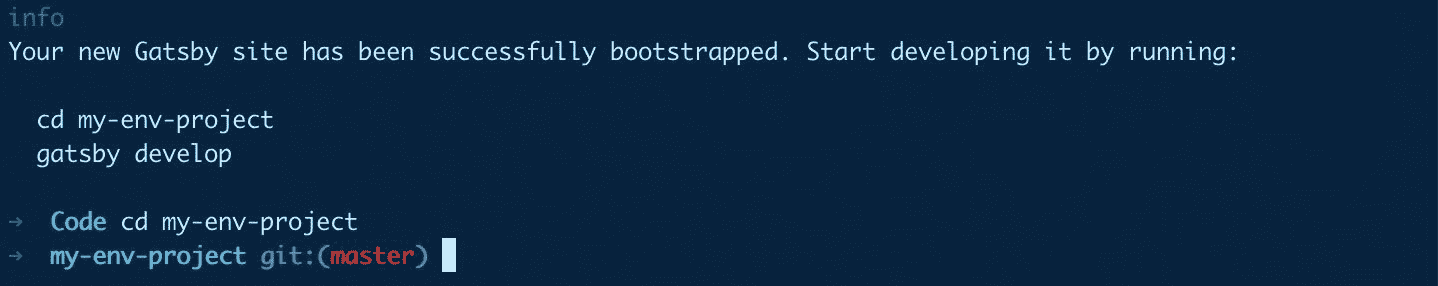 info
Your new Gatsby site has been successfully bootstrapped. Start developing it by running:
cd my-env-project
gatsby develop
→ Code cd my-env-project
→ my-env-project git:(master)